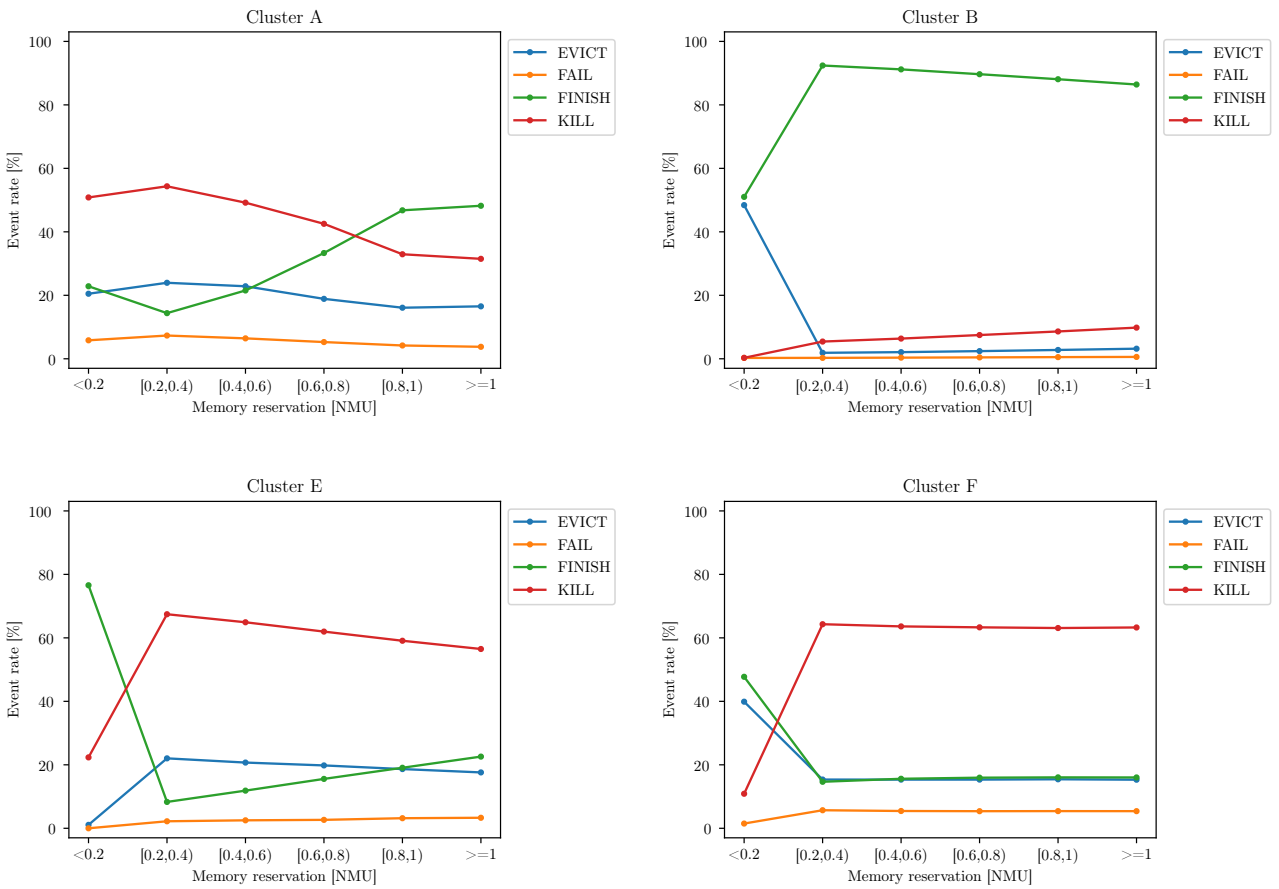 Cluster A
100
80
60
40
20
0
Event rate [%]
<0.2 [0.2,0.4) [0.4,0.6) [0.6,0.8) [0.8,1) >=1
Memory reservation [NMU]
EVICT
FAIL
FINISH
KILL
Cluster B
100
80
60
40
20
0
Event rate [%]
<0.2 [0.2,0.4) [0.4,0.6) [0.6,0.8) [0.8,1) >=1
Memory reservation [NMU]
EVICT
FAIL
FINISH
KILL
Cluster E
100
80
60
40
20
0
Event rate [%]
<0.2 [0.2,0.4) [0.4,0.6) [0.6,0.8) [0.8,1) >=1
Memory reservation [NMU]
EVICT
FAIL
FINISH
KILL
Cluster F
100
80
60
40
20
0
Event rate [%]
<0.2 [0.2,0.4) [0.4,0.6) [0.6,0.8) [0.8,1) >=1
Memory reservation [NMU]
EVICT
FAIL
FINISH
KILL